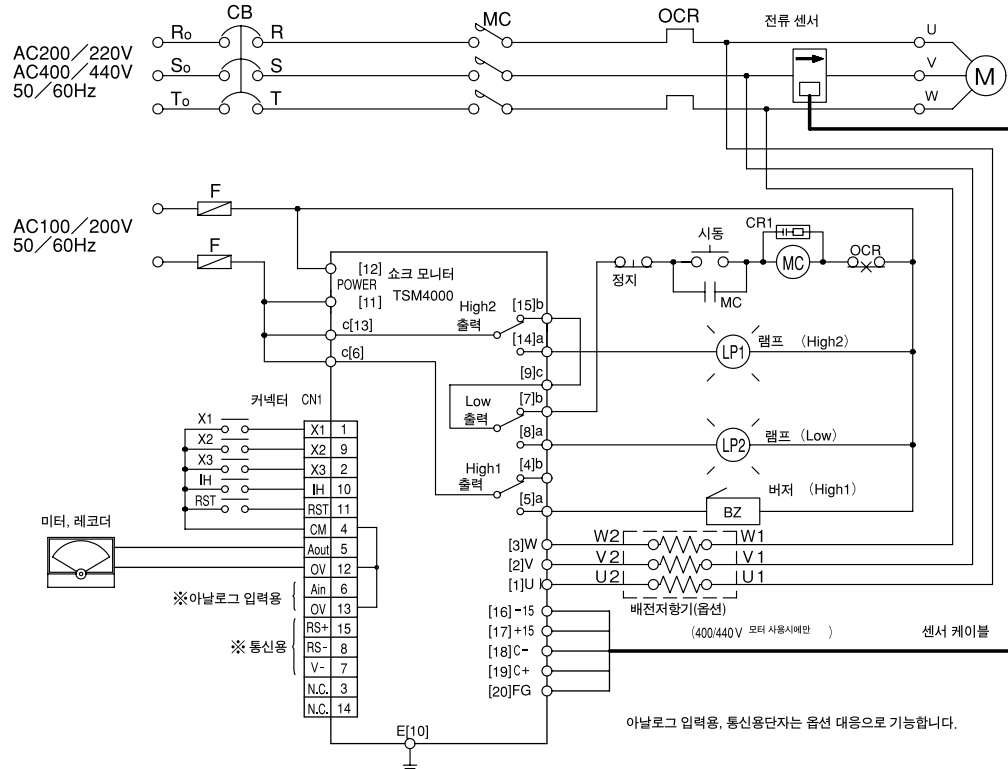 CB
MC
OCR
전류 센서
AC200/220V
AC400/440V
50/60Hz
Ro
R
U
So
S
V
To
T
W
M
F
AC100/200V
50/60Hz
F
시동
CR1
MC
OCR
정지
MC
[12]
POWER
[11]
쇼크 모니터
TSM4000
High2
출력
[15]b
c[13]
[14]a
LP1
램프 (High2)
c[6]
[9]c
Low
출력
[7]b
[8]a
LP2
램프 (Low)
High1
출력
[4]b
[5]a
BZ
버저 (High1)
커넥터 CN1
X1
X1 1
X2
X2 9
X3
X3 2
IH
IH 10
RST
RST 11
CM 4
미터, 레코더
Aout 5
OV 12
※아날로그 입력용
Ain 6
OV 13
※통신용
RS+ 15
RS- 8
V- 7
N.C. 3
N.C. 14
[3]W
W2
W1
[2]V
V2
V1
[1]U
U2
U1
배전저항기(옵션)
(400/440V 모터 사용시에만)
[16]-15
[17]+15
[18]C-
[19]C+
[20]FG
센서 케이블
E[10]
아날로그 입력용, 통신용단자는 옵션 대응으로 기능합니다.